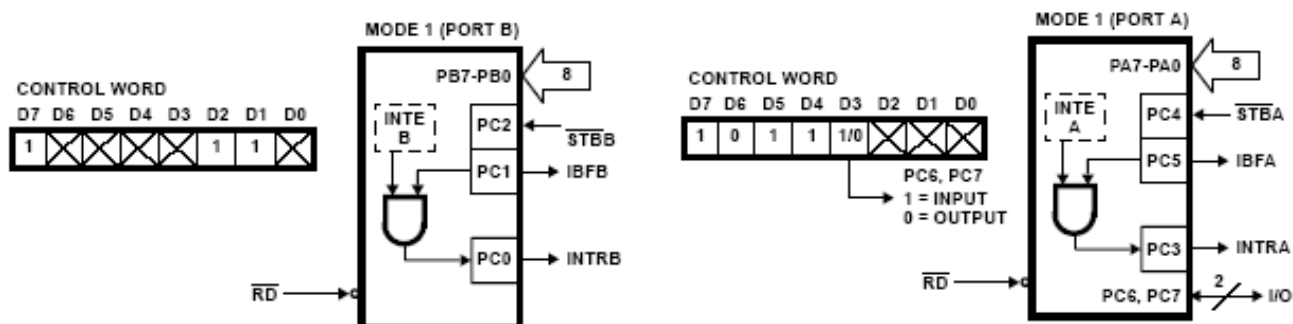 MODE 1 (PORT B)
PB7-PB0
8
CONTROL WORD
D7 D6 D5 D4 D3 D2 D1 D0
1 1 1
INTE
B
PC2
STBB
PC1
IBFB
PC0
INTRB
RD
MODE 1 (PORT A)
PA7-PA0
8
CONTROL WORD
D7 D6 D5 D4 D3 D2 D1 D0
1 0 1 1 1/0
PC6, PC7
1 = INPUT
0 = OUTPUT
INTE
A
PC4
STBA
PC5
IBFA
PC3
INTRA
RD
PC6, PC7
2
I/O